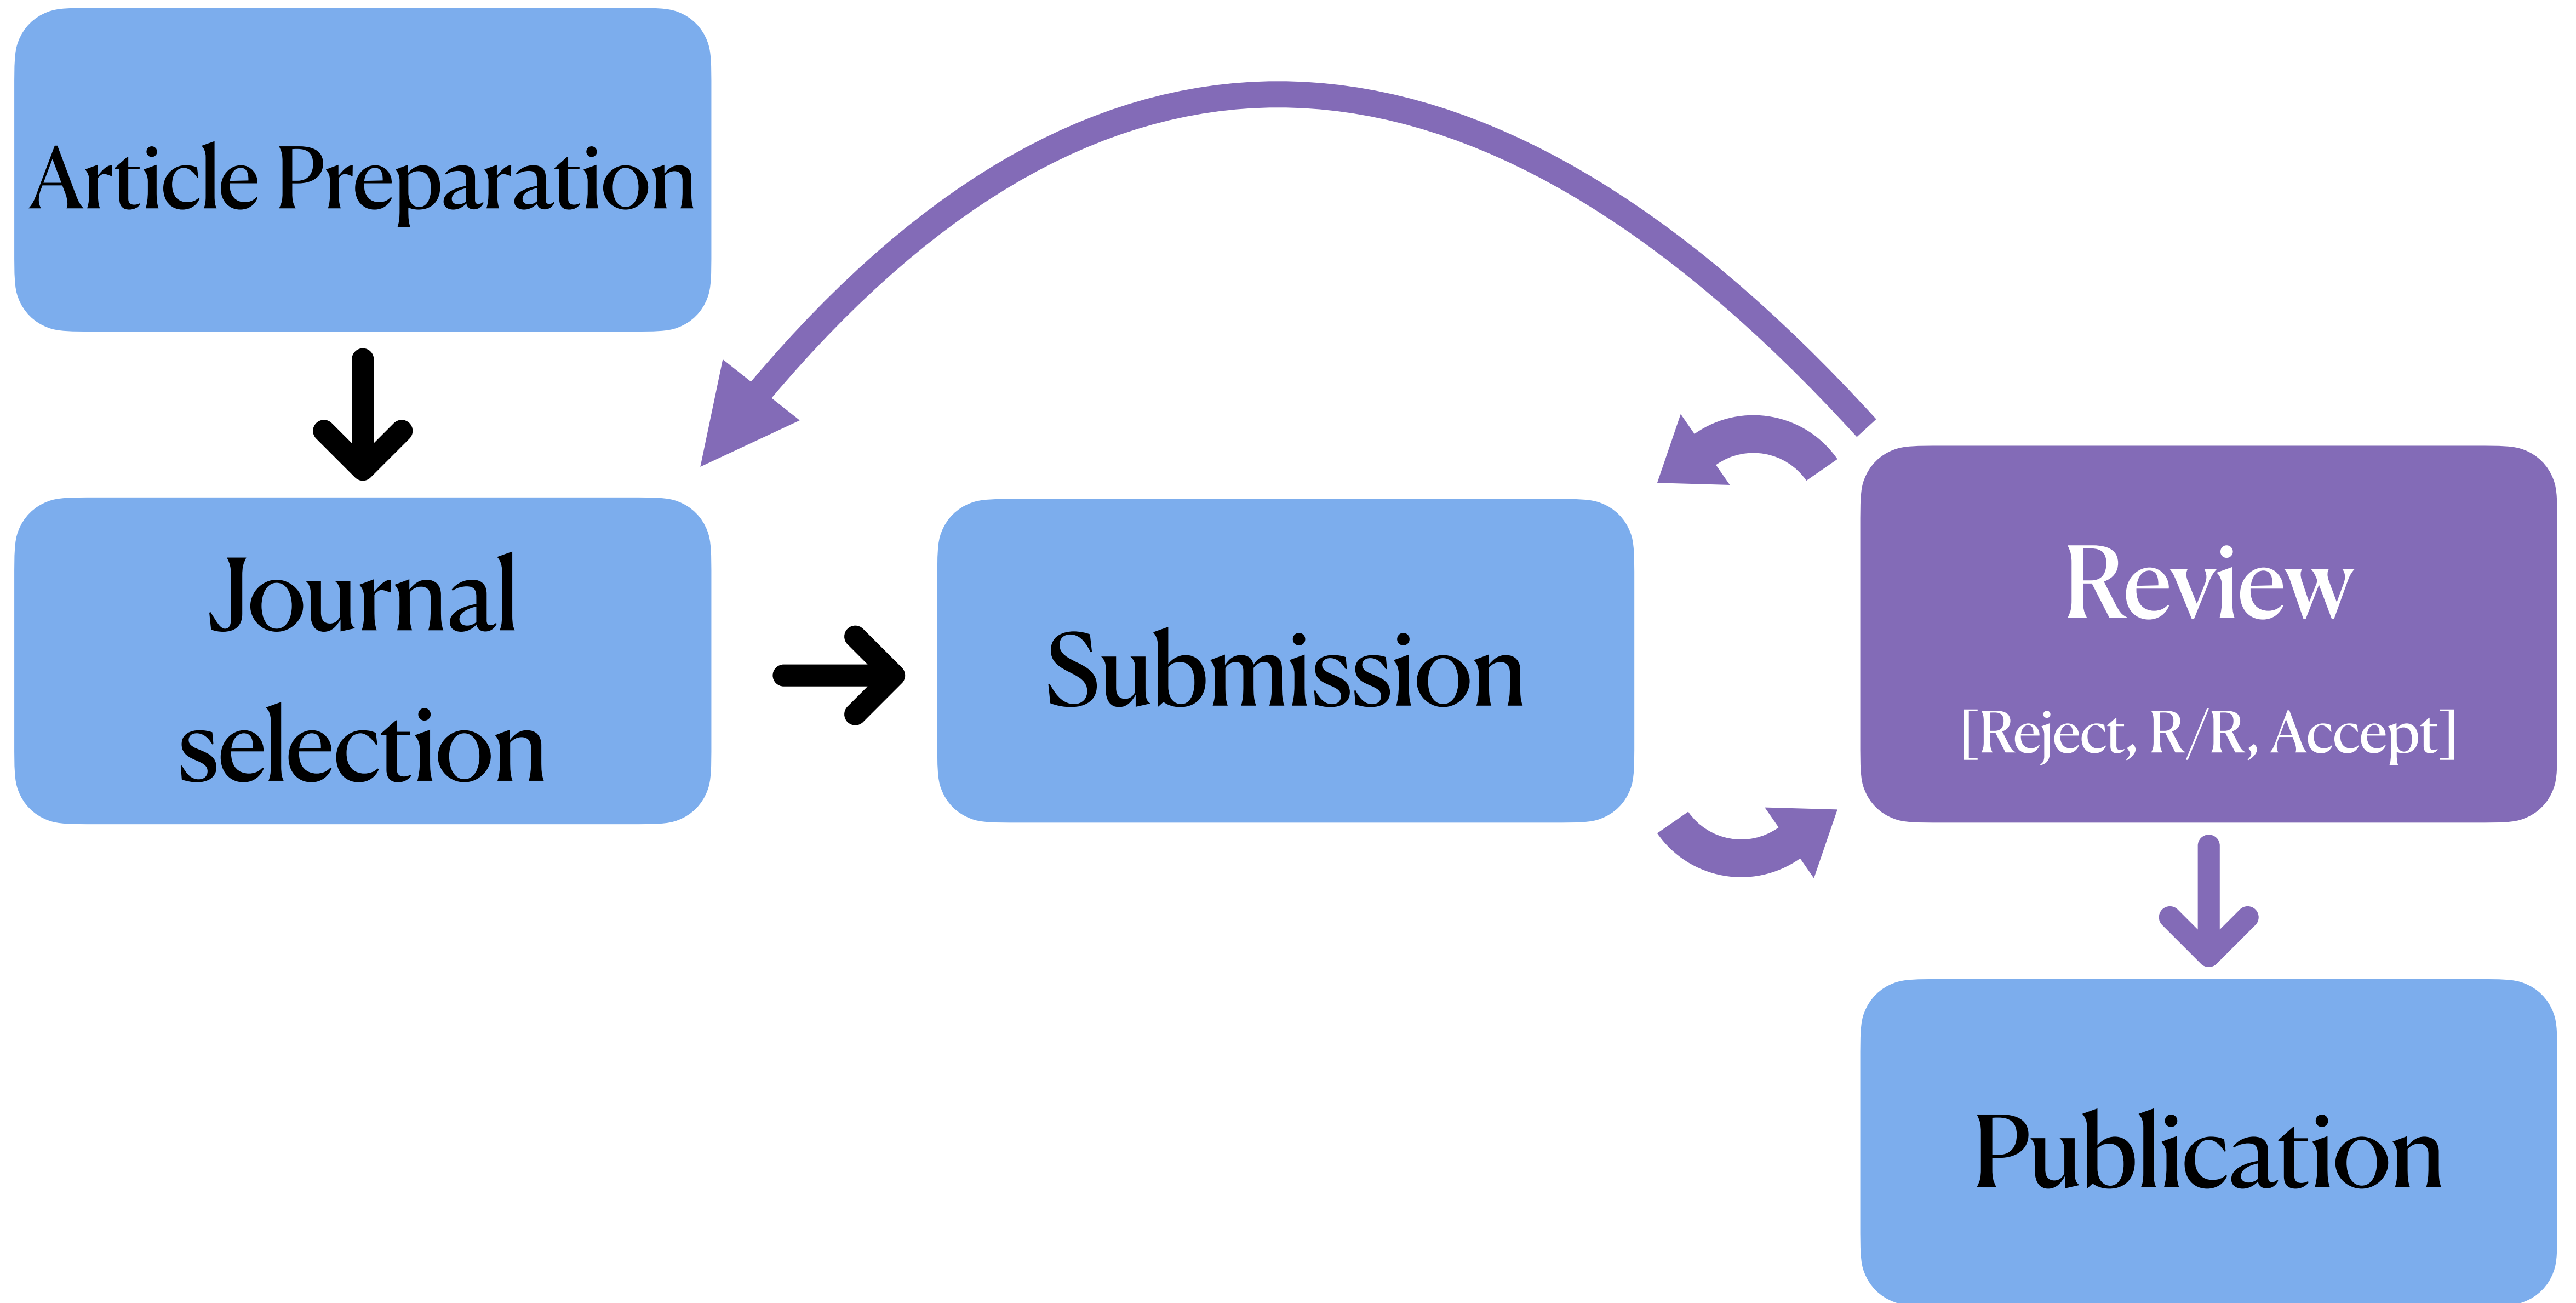 Article Preparation
Journal
selection
Submission
Review
[Reject, R/R, Accept]
Publication